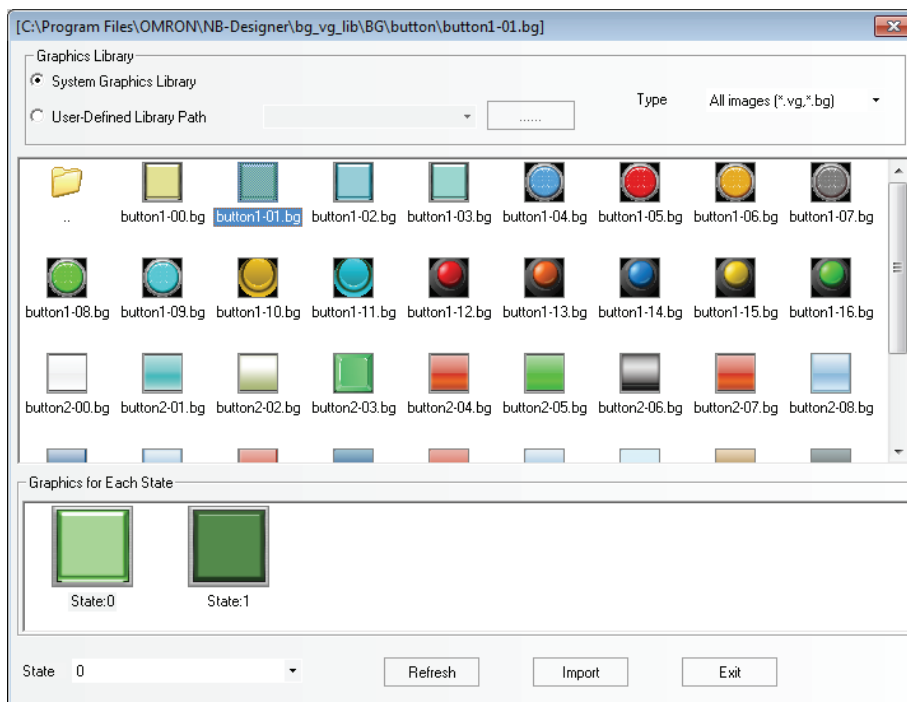 [C:\Program Files\OMRON\NB-Designer\bg_vg_lib\BG\button\button1-01.bg]
Graphics Library
System Graphics Library
User-Defined Library Path
......
Type
All images (*.vg,*.bg)
.. button1-00.bg button1-01.bg button1-02.bg button1-03.bg button1-04.bg button1-05.bg button1-06.bg button1-07.bg
button1-08.bg button1-09.bg button1-10.bg button1-11.bg button1-12.bg button1-13.bg button1-14.bg button1-15.bg button1-16.bg
button2-00.bg button2-01.bg button2-02.bg button2-03.bg button2-04.bg button2-05.bg button2-06.bg button2-07.bg button2-08.bg
Graphics for Each State
State:0 State:1
State 0 Refresh Import Exit